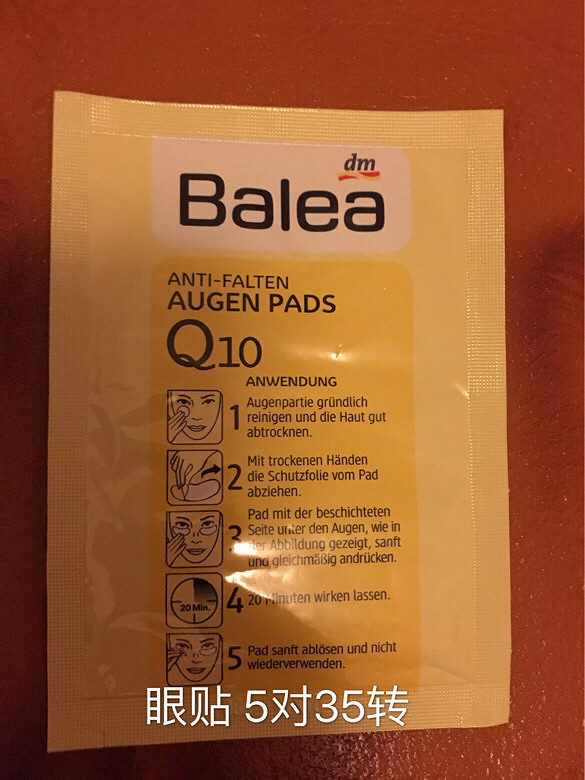 dm
Balea
ANTI-FALTEN
AUGEN PADS
Q10
ANWENDUNG
1 Augenpartie gründlich
reinigen und die Haut gut
abtrocknen.
2 Mit trockenen Händen
die Schutzfolie vom Pad
abziehen.
3 Pad mit der beschichteten
Seite unter den Augen, wie in
der Abbildung gezeigt, sanft
und gleichmäßig andrücken.
20 Min.
4 20 Minuten wirken lassen.
5 Pad sanft ablösen und nicht
wiederverwenden.
眼贴 5对35转